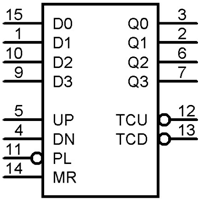 15 D0 Q0 3
1 D1 Q1 2
10 D2 Q2 6
9 D3 Q3 7
5 UP TCU 12
4 DN TCD 13
11 PL
14 MR